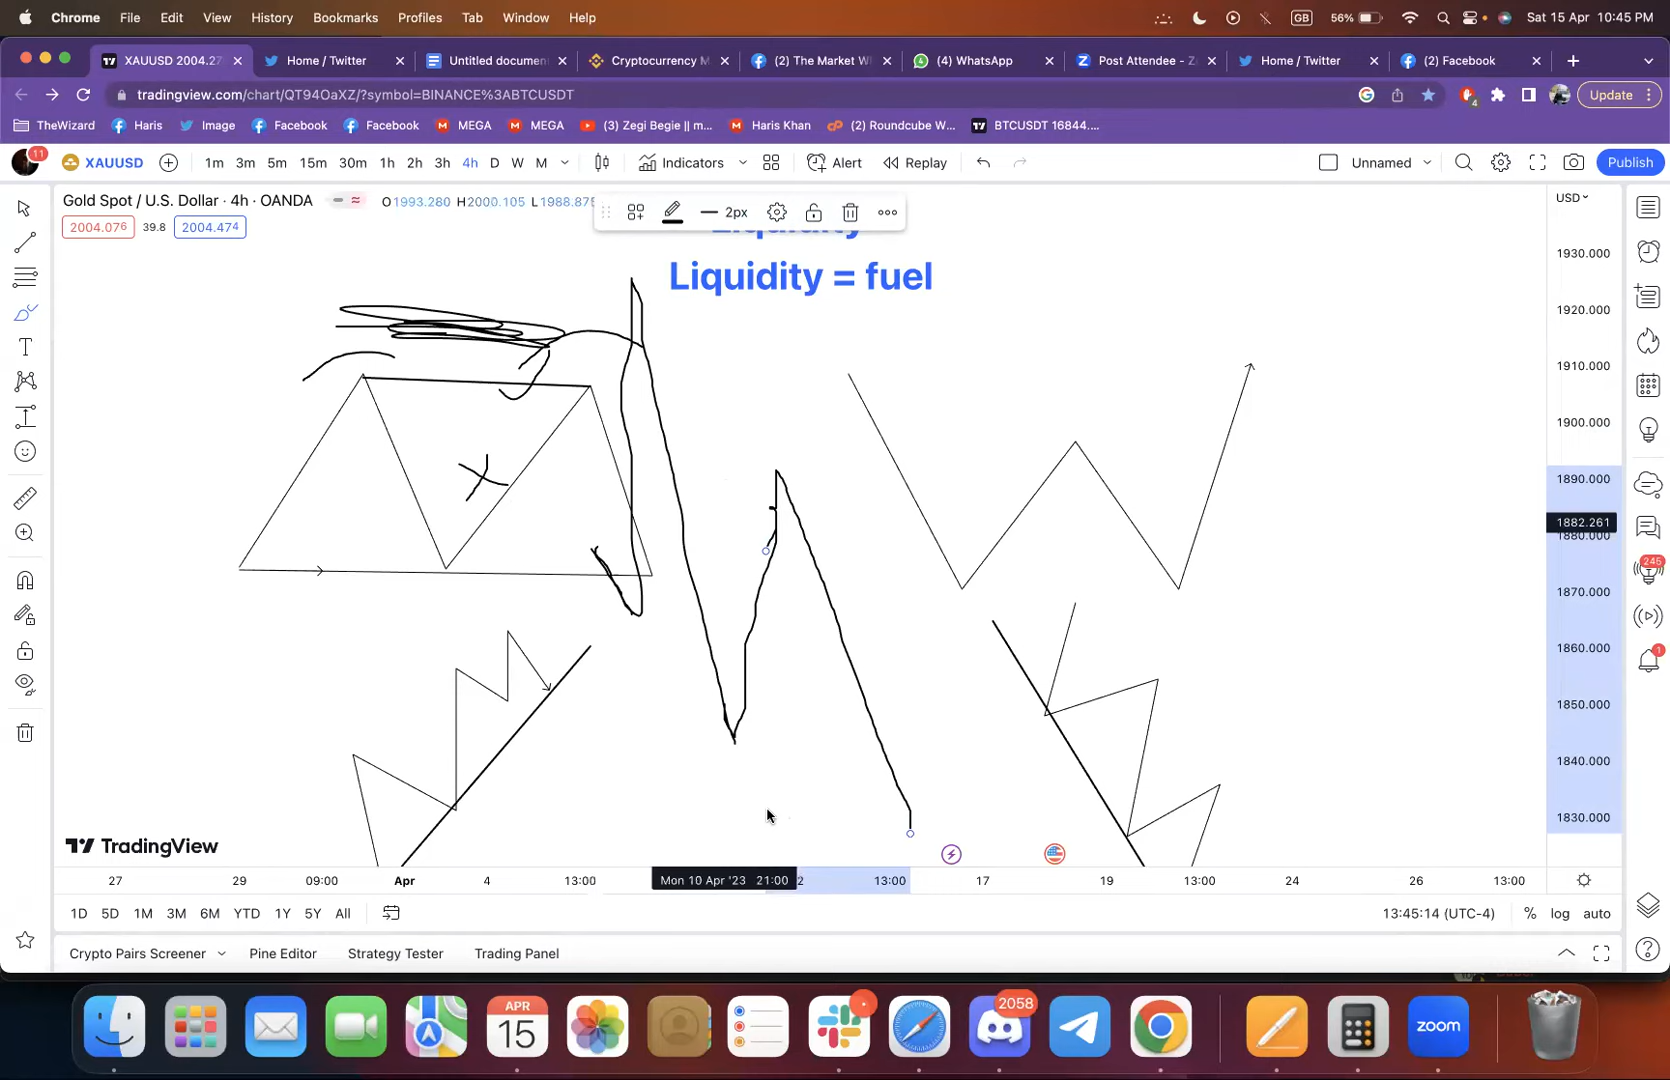 Chrome File Edit View History Bookmarks Profiles Tab Window Help GB 56% Sat 15 Apr 10:45 PM
XAUUSD 2004.27 Home / Twitter Untitled documen Cryptocurrency M (2) The Market W (4) WhatsApp Post Attendee - Z Home / Twitter (2) Facebook
tradingview.com/chart/QT94OaXZ/?symbol=BINANCE%3ABTCUSDT 4 Update
TheWizard Haris Image Facebook Facebook MEGA MEGA (3) Zegi Begie || m... Haris Khan (2) Roundcube W... BTCUSDT 16844....
11 XAUUSD 1m 3m 5m 15m 30m 1h 2h 3h 4h D W M Indicators Alert Replay Unnamed Publish
Gold Spot / U.S. Dollar · 4h · OANDA O1993.280 H2000.105 L1988.875 2px USD
2004.076 39.8 2004.474
Liquidity
Liquidity = fuel
1930.000
1920.000
1910.000
1900.000
1890.000
1882.261
1880.000
1870.000
1860.000
1850.000
1840.000
1830.000
245
1
TradingView
27 29 09:00 Apr 4 13:00 Mon 10 Apr '23 21:00 2 13:00 17 19 13:00 24 26 13:00
1D 5D 1M 3M 6M YTD 1Y 5Y All 13:45:14 (UTC-4) % log auto
Crypto Pairs Screener Pine Editor Strategy Tester Trading Panel
APR
15
2058
zoom